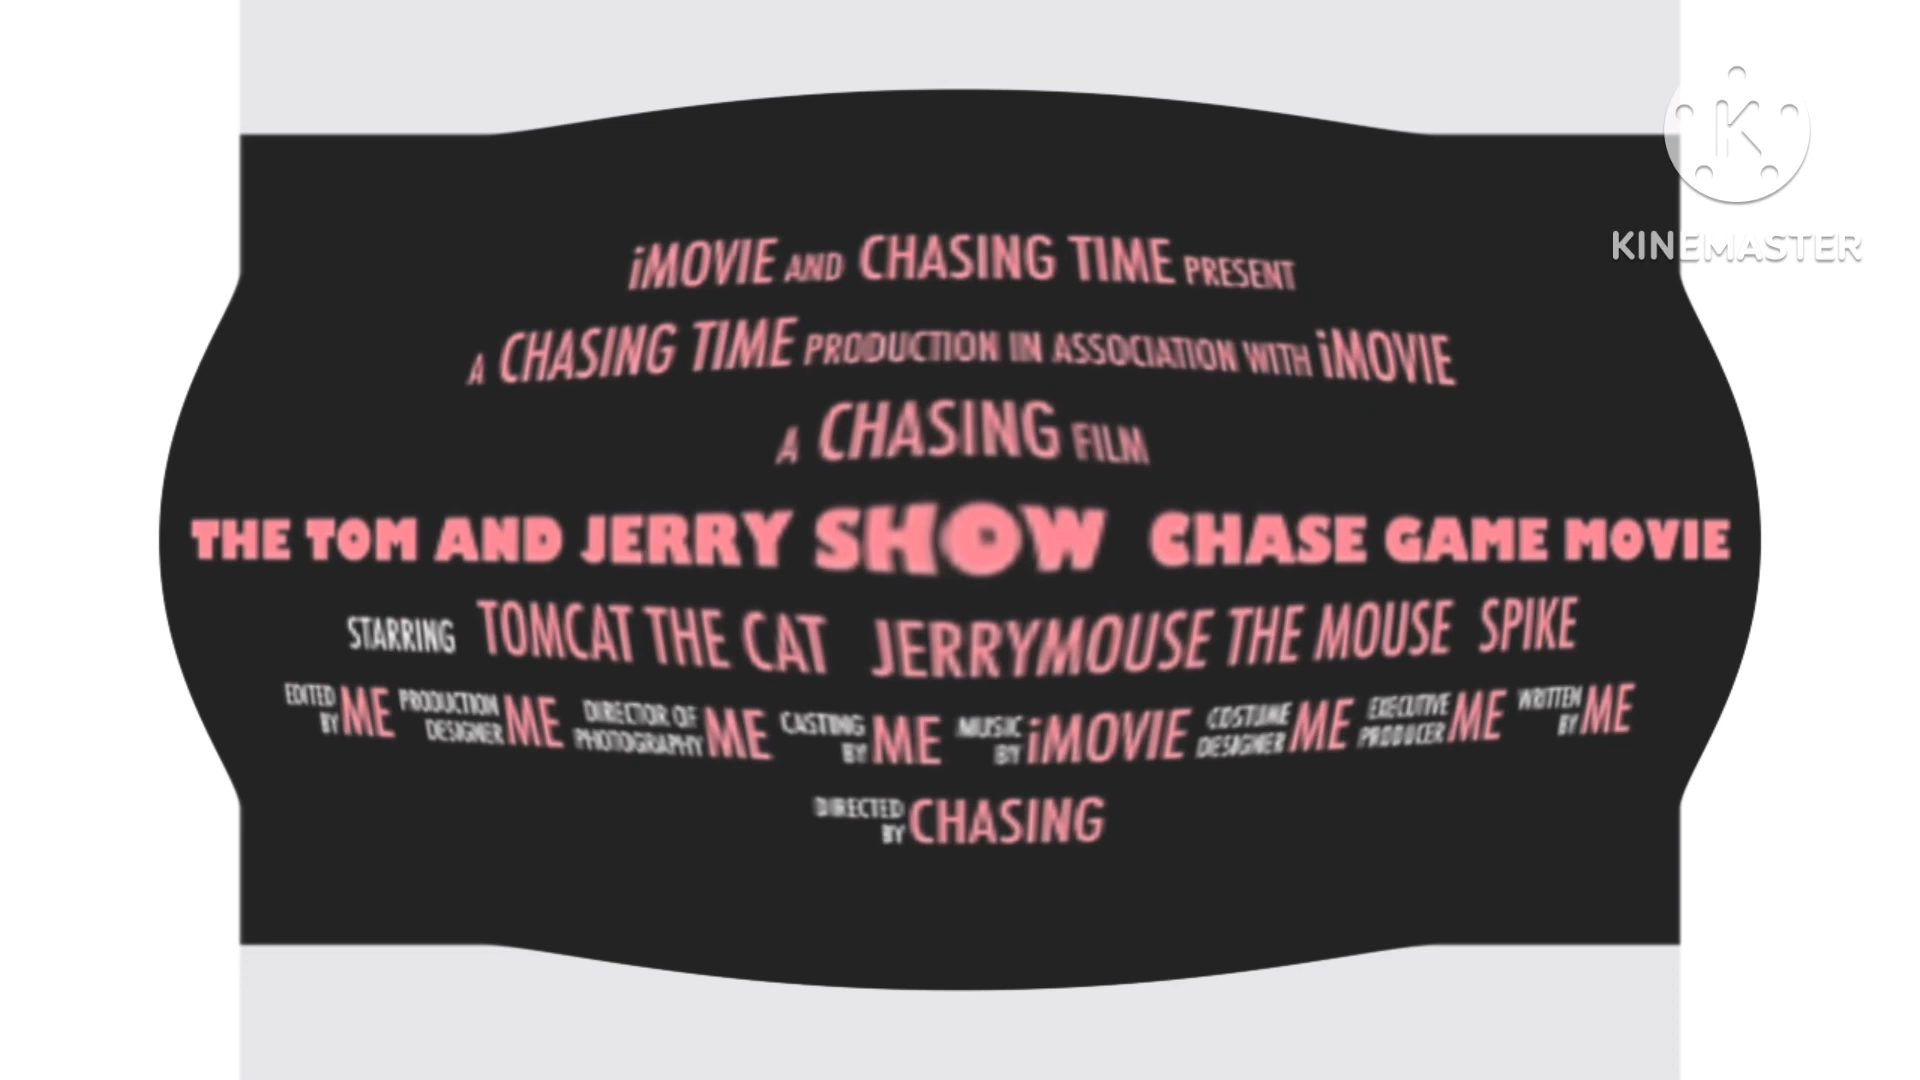 K
KINEMASTER
iMOVIE AND CHASING TIME PRESENT
A CHASING TIME PRODUCTION IN ASSOCIATION WITH iMOVIE
A CHASING FILM
THE TOM AND JERRY SHOW CHASE GAME MOVIE
STARRING TOMCAT THE CAT JERRYMOUSE THE MOUSE SPIKE
EDITED BY ME PRODUCTION DESIGNER ME DIRECTOR OF PHOTOGRAPHY ME CASTING BY ME MUSIC BY iMOVIE COSTUME DESIGNER ME EXECUTIVE PRODUCER ME WRITTEN BY ME
DIRECTED BY CHASING